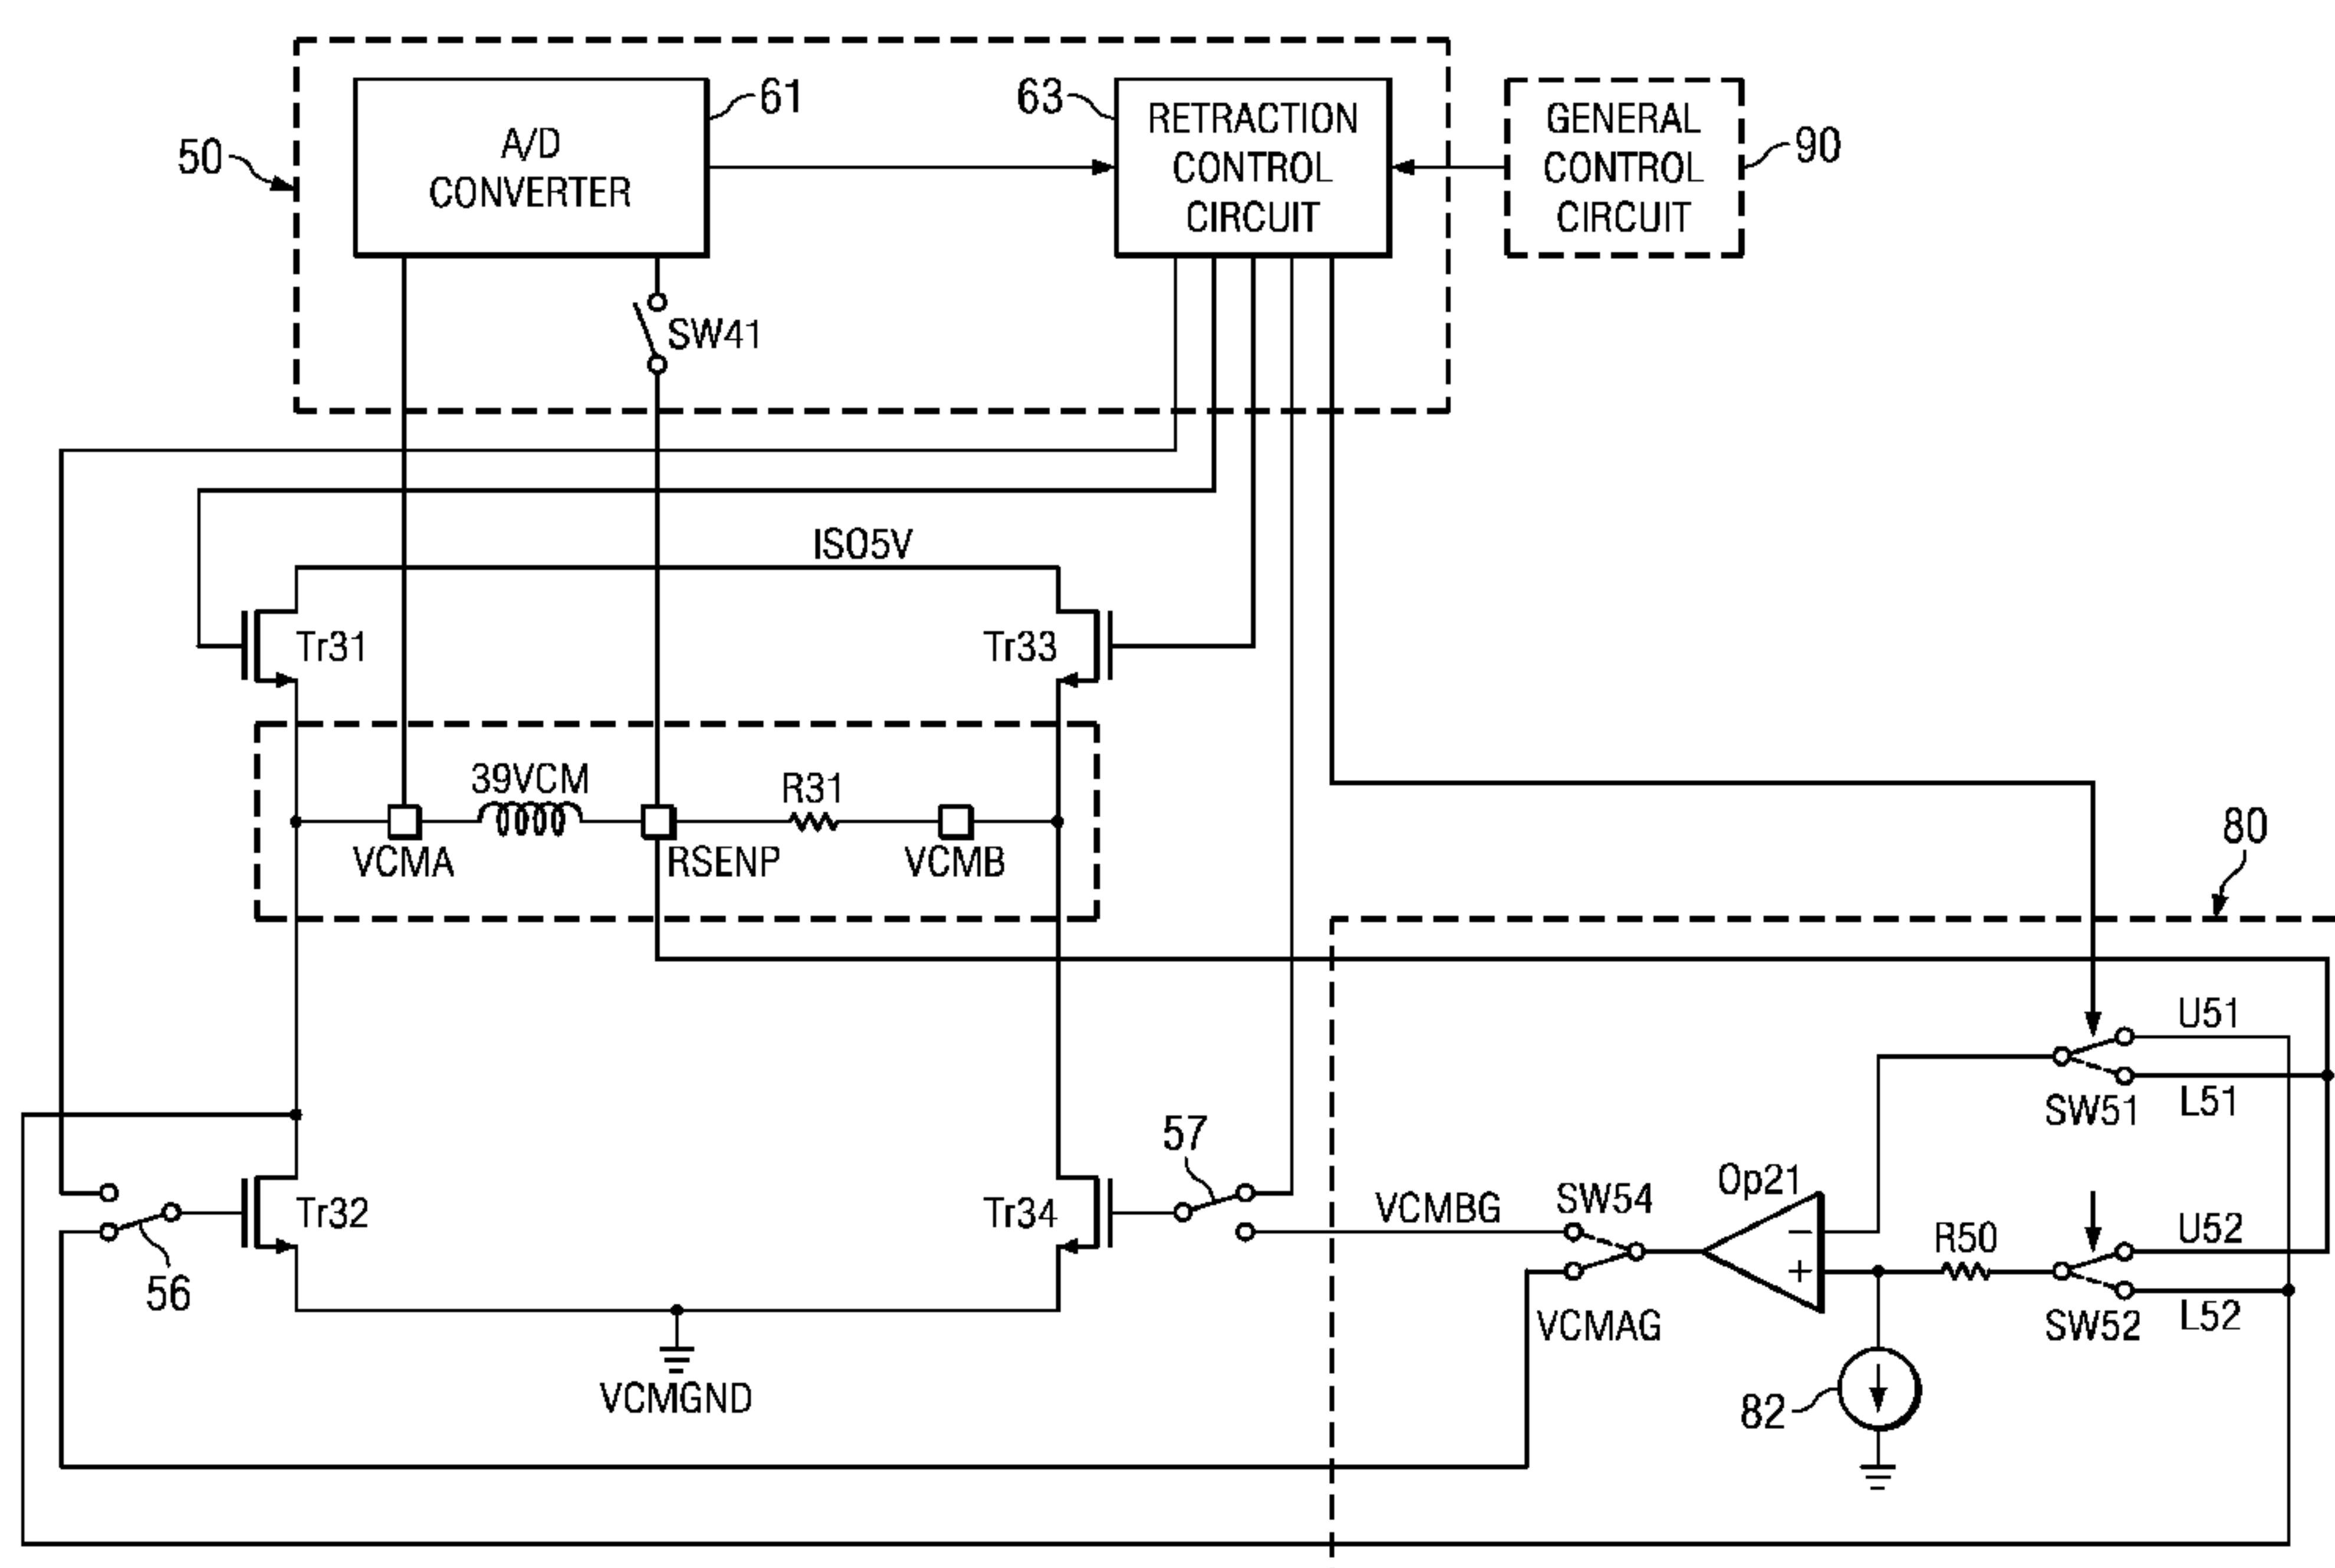 61
63
50
A/D
CONVERTER
RETRACTION
CONTROL
CIRCUIT
GENERAL
CONTROL
CIRCUIT
90
SW41
ISO5V
Tr31
Tr33
39VCM
R31
VCMA
RSENP
VCMB
80
U51
SW51
L51
57
56
Tr32
Tr34
VCMBG
SW54
Op21
−
+
R50
U52
SW52
L52
VCMAG
VCMGND
82